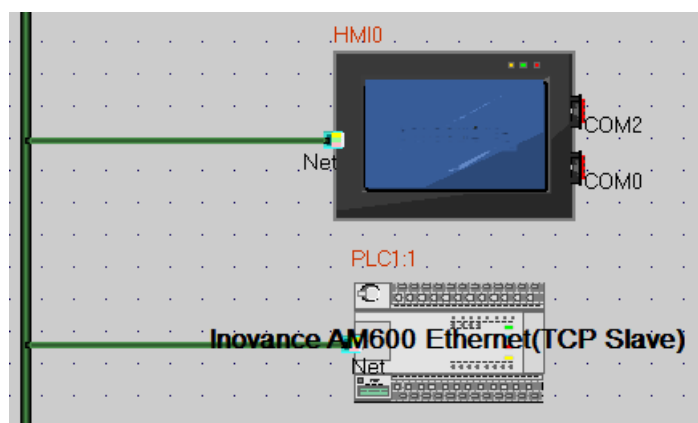 HMI0
COM2
Net
COM0
PLC1:1
Inovance AM600 Ethernet(TCP Slave)
Net